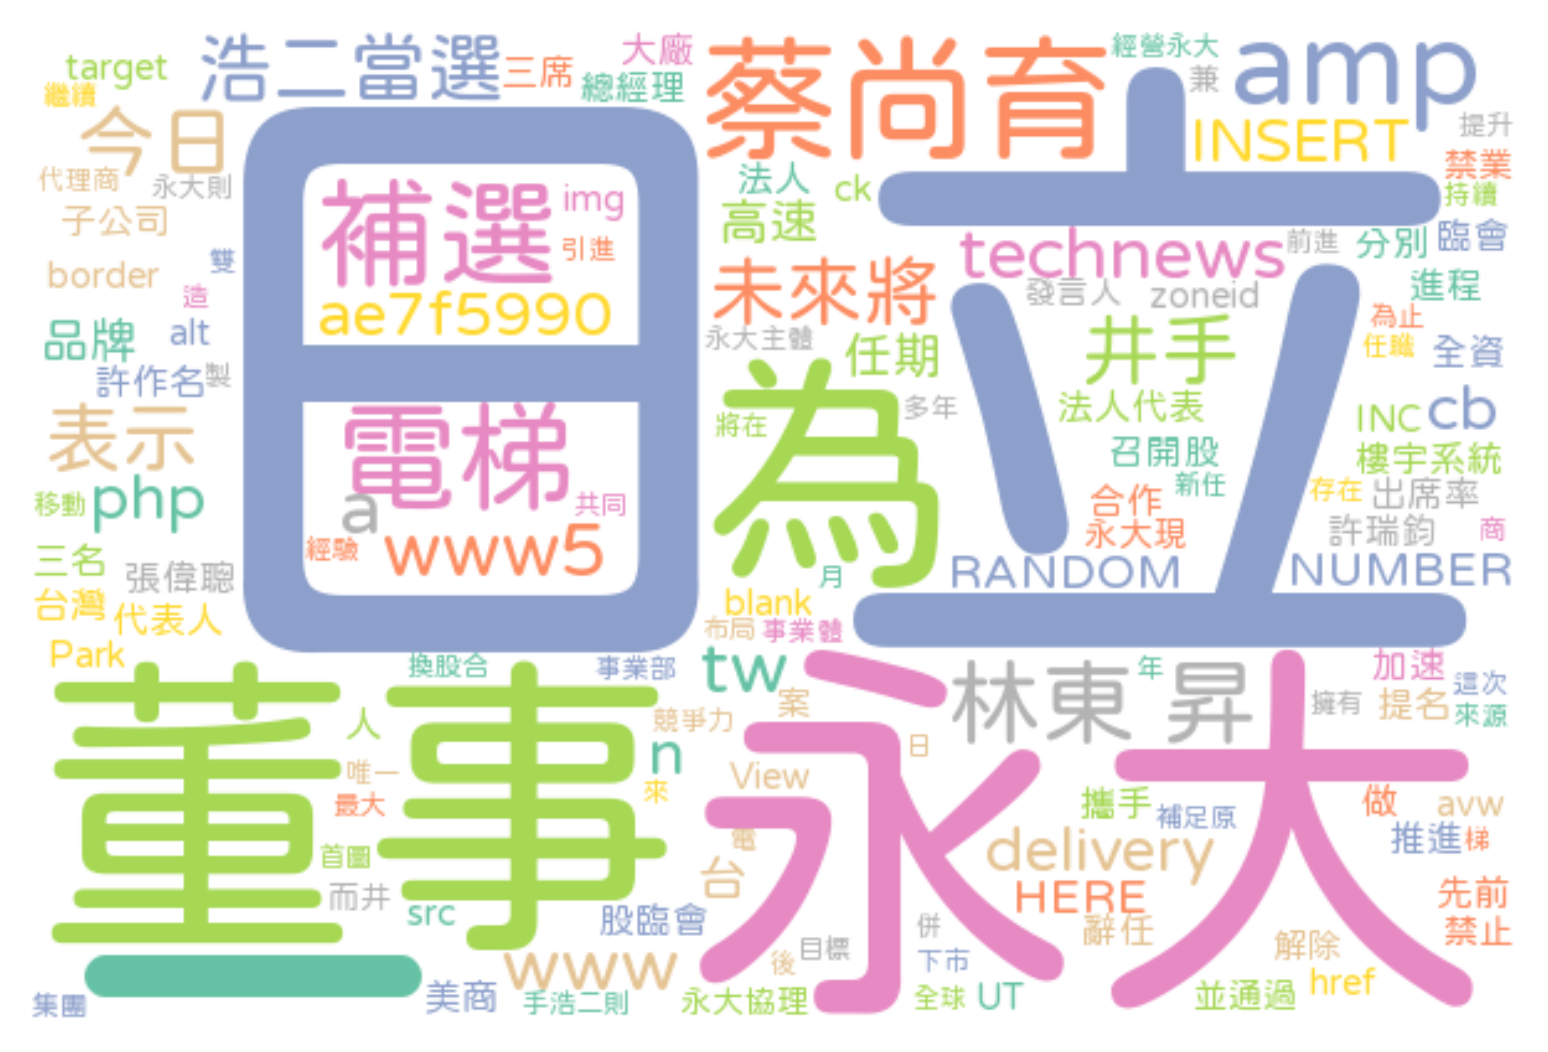 target
浩二當選
三席
大廠
總經理
蔡尚育
經營永大
兼
amp
繼續
今日
INSERT
提升
代理商
永大則
日立
補選
img
法人
ck
禁業
持續
子公司
引進
高速
technews
前進
分別
臨會
border
雙
造
ae7f5990
未來將
發言人
zoneid
進程
品牌
alt
永大主體
任期
井手
為止
任職
全資
許作名
製
為
多年
法人代表
INC
cb
表示
電梯
將在
召開股
樓宇系統
移動
php
a
共同
合作
新任
存在
出席率
經驗
www5
永大現
許瑞鈞
商
三名
張偉聰
月
RANDOM
NUMBER
台灣
代表人
blank
布局
事業體
Park
換股合
事業部
tw
永大
林東
年
昇
加速
這次
來源
董事
人
競爭力
案
擁有
提名
n
日
唯一
最大
來
View
攜手
補足原
做
avw
推進
梯
首圖
電
台
delivery
而井
src
股臨會
HERE
先前
禁止
辭任
併
目標
解除
www
後
下市
href
集團
美商
手浩二則
永大協理
全球
UT
並通過
一